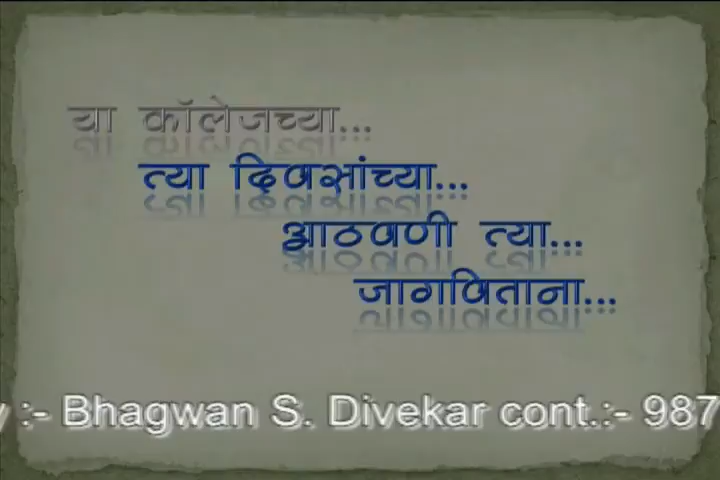 या कॉलेजच्या...
त्या दिवसांच्या...
आठवणी त्या...
जागविताना...
:- Bhagwan S. Divekar cont.:- 987